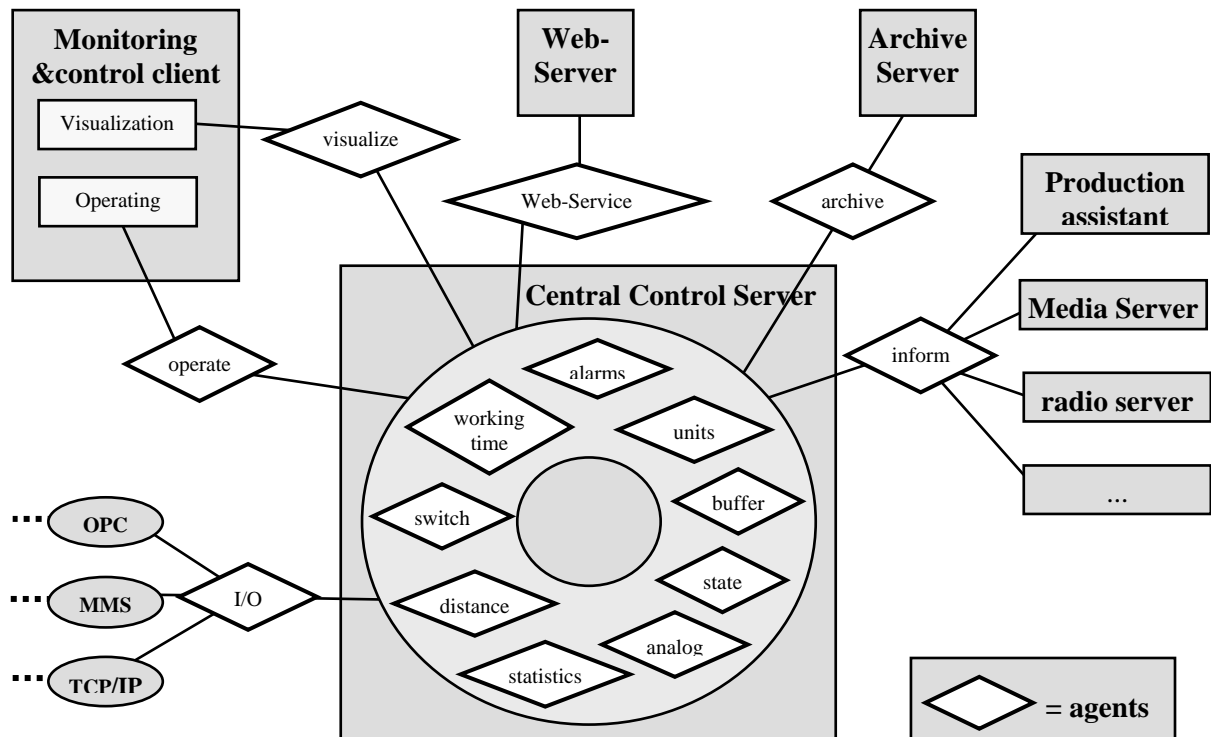 Monitoring
&control client
Visualization
Operating
visualize
operate
Web-
Server
Web-Service
Archive
Server
archive
Production
assistant
Media Server
inform
radio server
...
Central Control Server
alarms
working
time
units
switch
buffer
distance
state
statistics
analog
OPC
MMS
TCP/IP
I/O
= agents